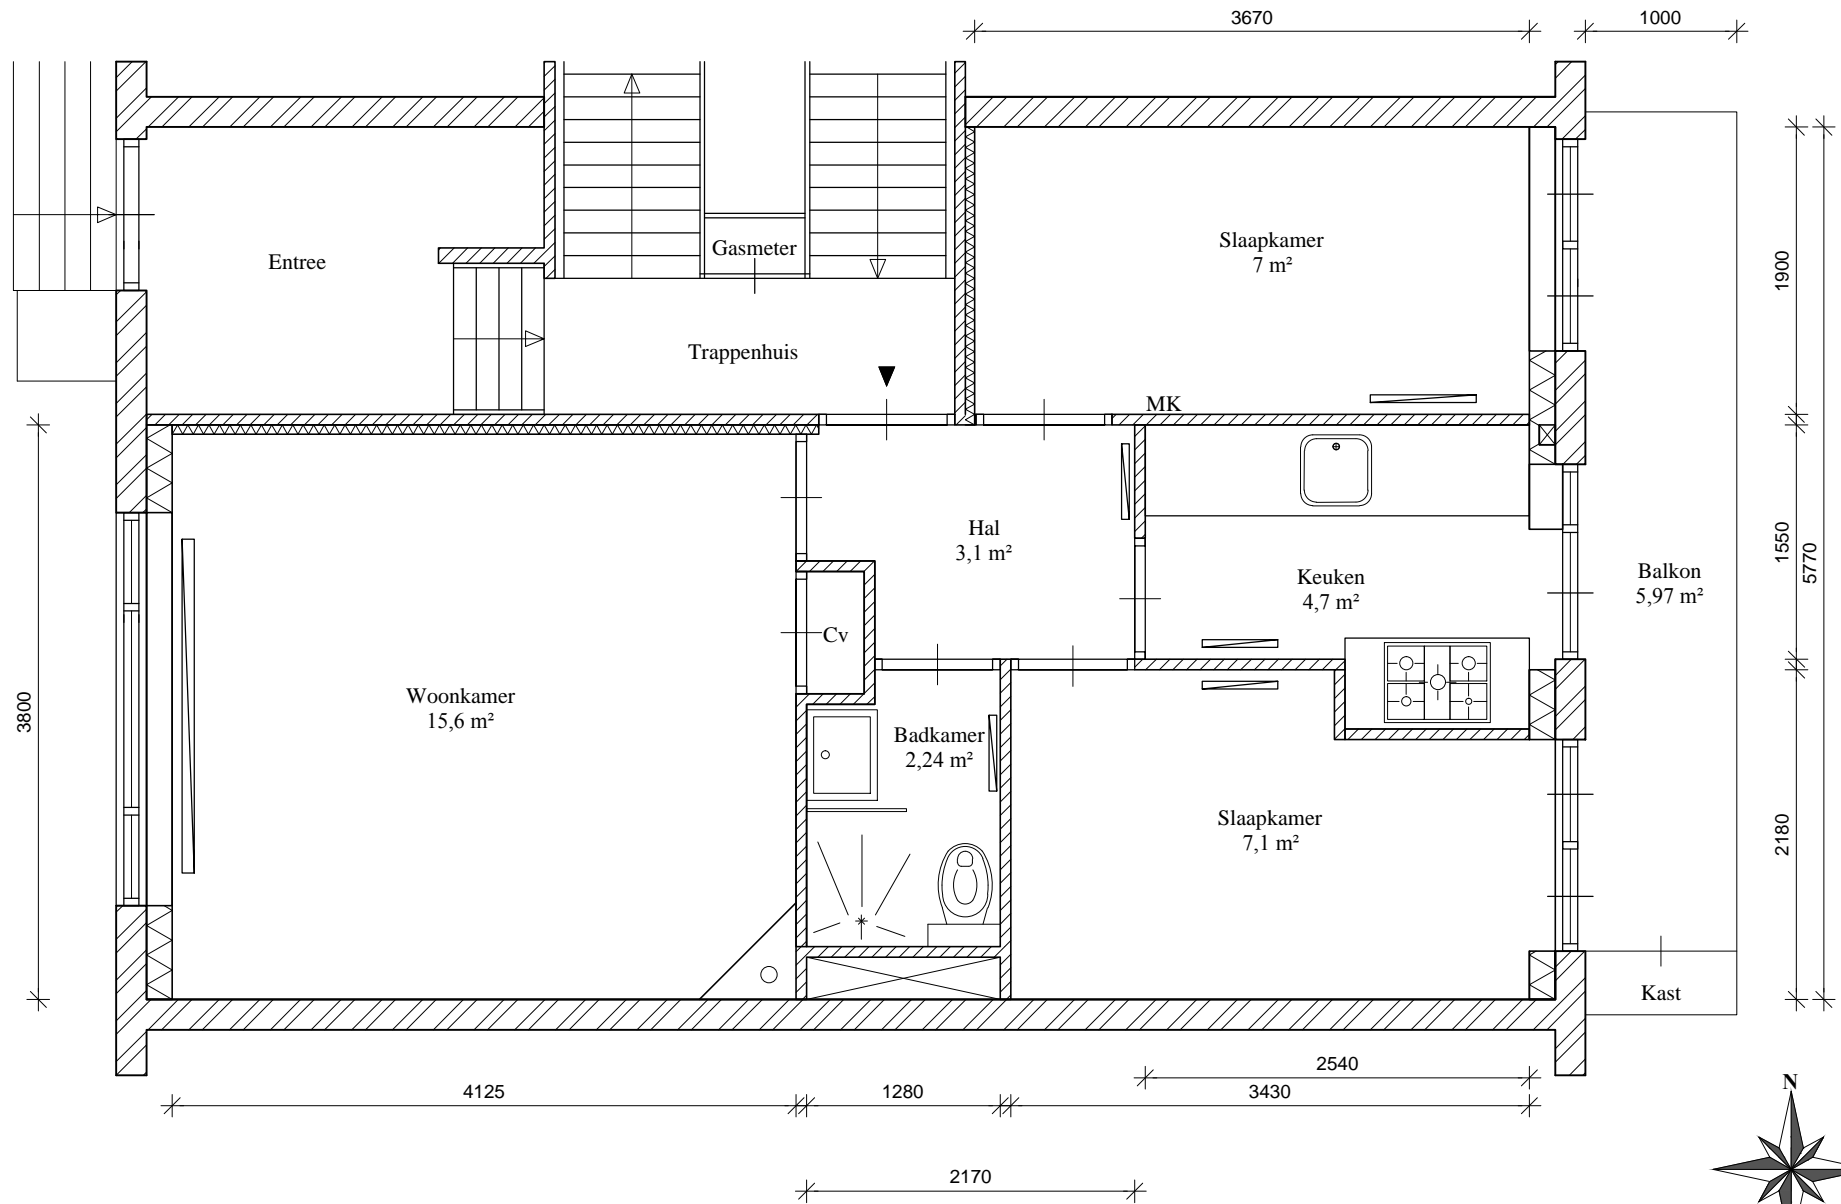 3670
1000
Entree
Gasmeter
Trappenhuis
Slaapkamer
7 m²
MK
1900
Hal
3,1 m²
Keuken
4,7 m²
Balkon
5,97 m²
1550
5770
Cv
Woonkamer
15,6 m²
3800
Badkamer
2,24 m²
Slaapkamer
7,1 m²
2180
Kast
2540
4125
1280
3430
2170
N